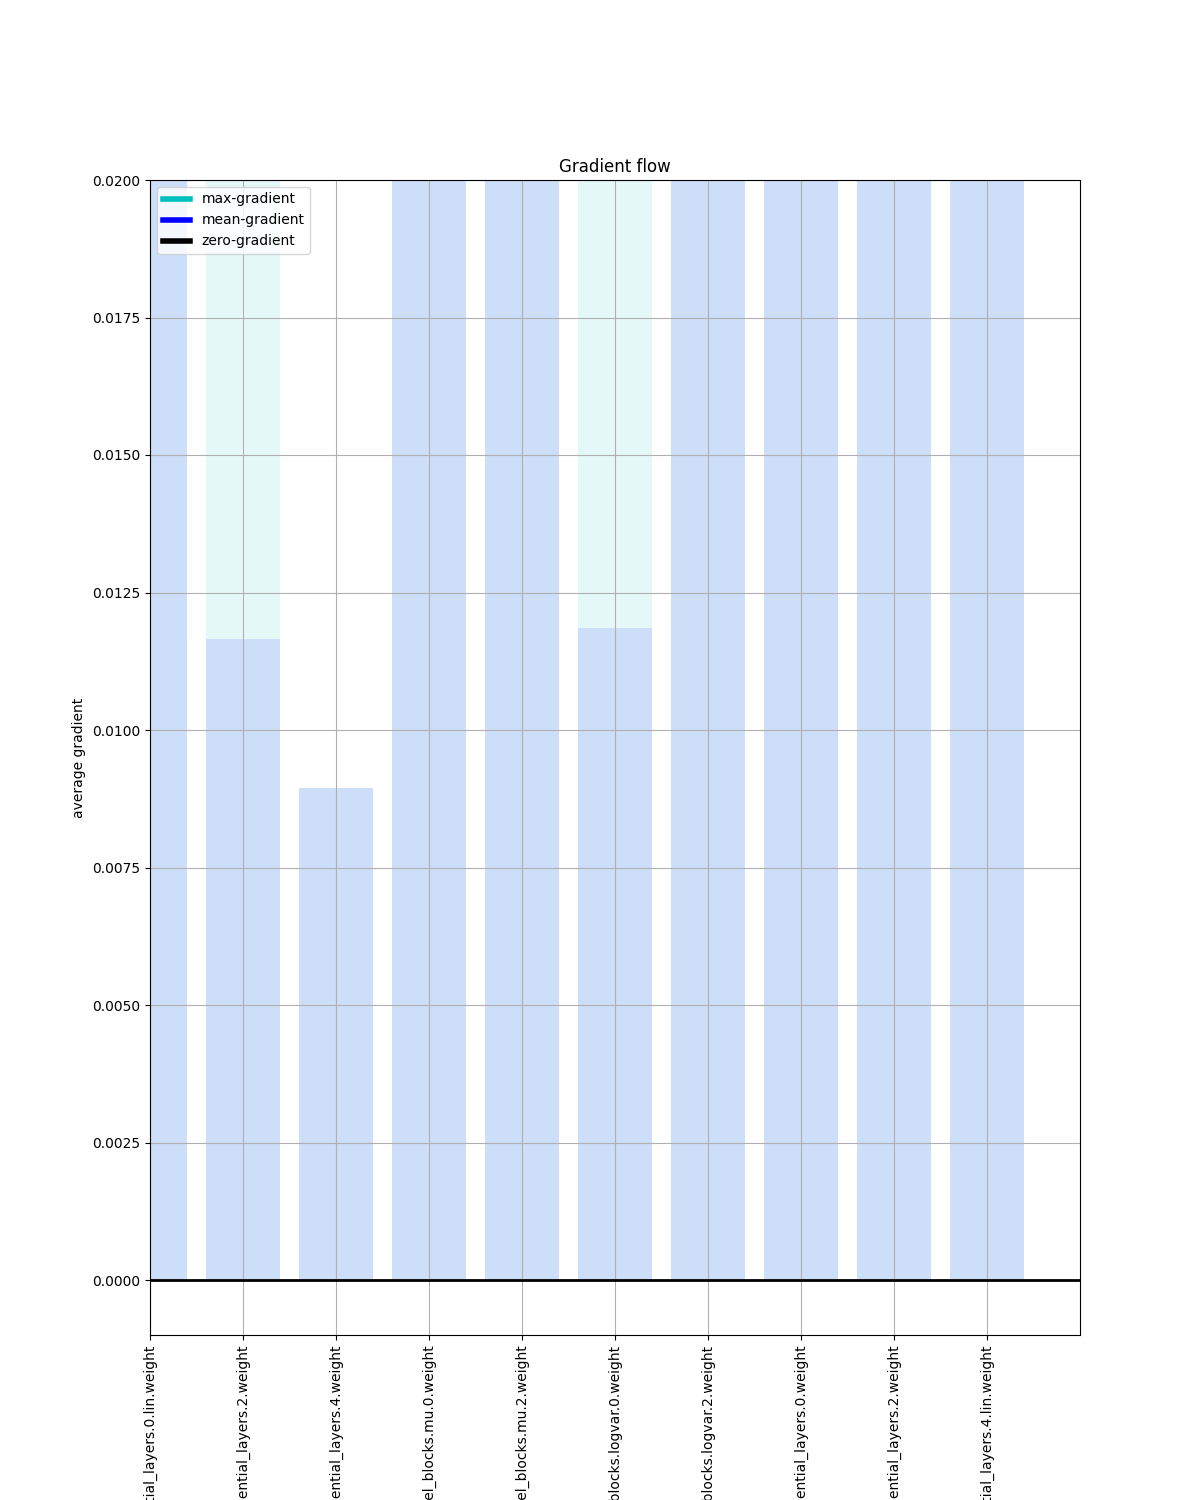 Gradient flow
max-gradient
mean-gradient
zero-gradient
0.0200
0.0175
0.0150
0.0125
0.0100
0.0075
0.0050
0.0025
0.0000
average gradient
tial_layers.0.lin.weight
ential_layers.2.weight
ential_layers.4.weight
el_blocks.mu.0.weight
el_blocks.mu.2.weight
blocks.logvar.0.weight
blocks.logvar.2.weight
ential_layers.0.weight
ential_layers.2.weight
tial_layers.4.lin.weight